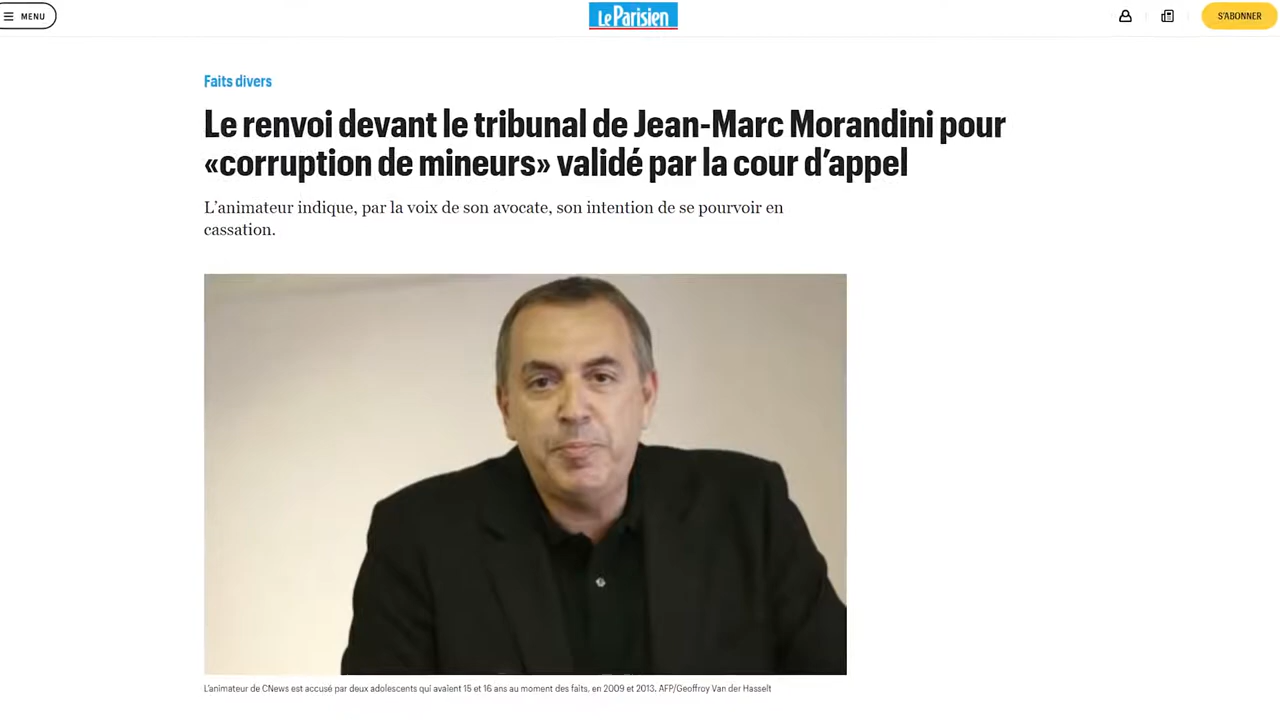 MENU
Le Parisien
S'ABONNER
Faits divers
Le renvoi devant le tribunal de Jean-Marc Morandini pour
«corruption de mineurs» validé par la cour d’appel
L’animateur indique, par la voix de son avocate, son intention de se pourvoir en
cassation.
L’animateur de CNews est accusé par deux adolescents qui avaient 15 et 16 ans au moment des faits, en 2009 et 2013. AFP/Geoffroy Van der Hasselt